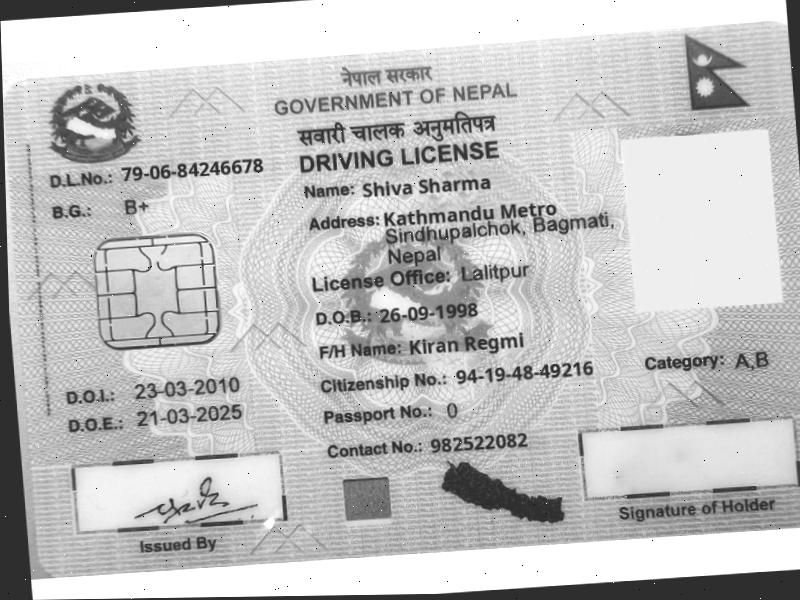 नेपाल सरकार
GOVERNMENT OF NEPAL
सवारी चालक अनुमतिपत्र
DRIVING LICENSE
D.L.No.: 79-06-84246678
B.G.: B+
Name: Shiva Sharma
Address: Kathmandu Metro
Sindhupalchok, Bagmati,
Nepal
License Office: Lalitpur
D.O.B.: 26-09-1998
F/H Name: Kiran Regmi
Citizenship No.: 94-19-48-49216
Category: A,B
D.O.I.: 23-03-2010
Passport No.: 0
D.O.E.: 21-03-2025
Contact No.: 982522082
Issued By
Signature of Holder